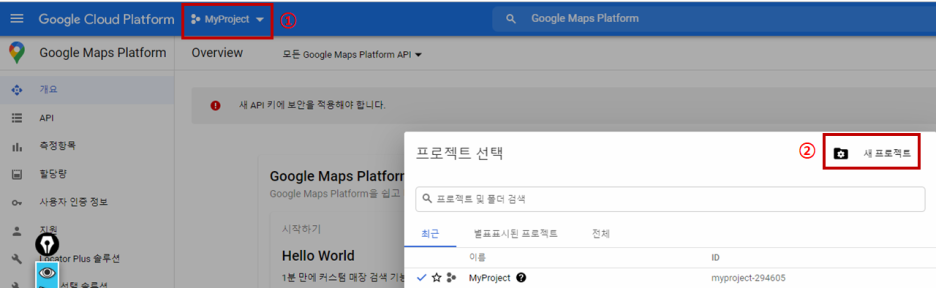 Google Cloud Platform MyProject ① Google Maps Platform
Google Maps Platform Overview 모든 Google Maps Platform API
개요
새 API 키에 보안을 적용해야 합니다.
API
측정항목
프로젝트 선택 ② 새 프로젝트
할당량
Google Maps Platform
Google Maps Platform을 쉽고
프로젝트 및 폴더 검색
사용자 인증 정보
지원
시작하기
최근 별표표시된 프로젝트 전체
Hello World
이름 ID
Locator Plus 솔루션
1분 만에 커스텀 매장 검색 기능
MyProject myproject-294605
선택 솔루션